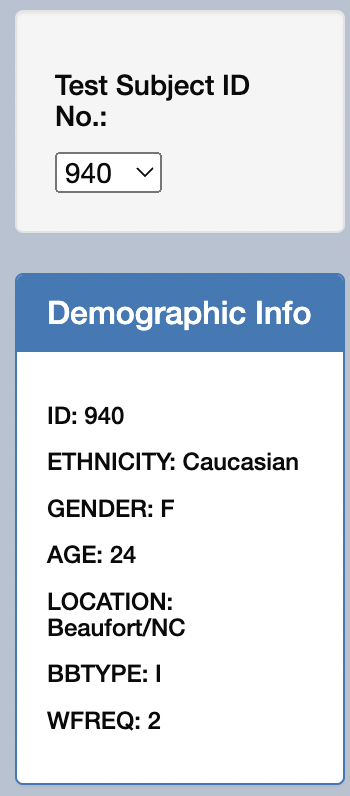 Test Subject ID
No.:
940
Demographic Info
ID: 940
ETHNICITY: Caucasian
GENDER: F
AGE: 24
LOCATION:
Beaufort/NC
BBTYPE: I
WFREQ: 2